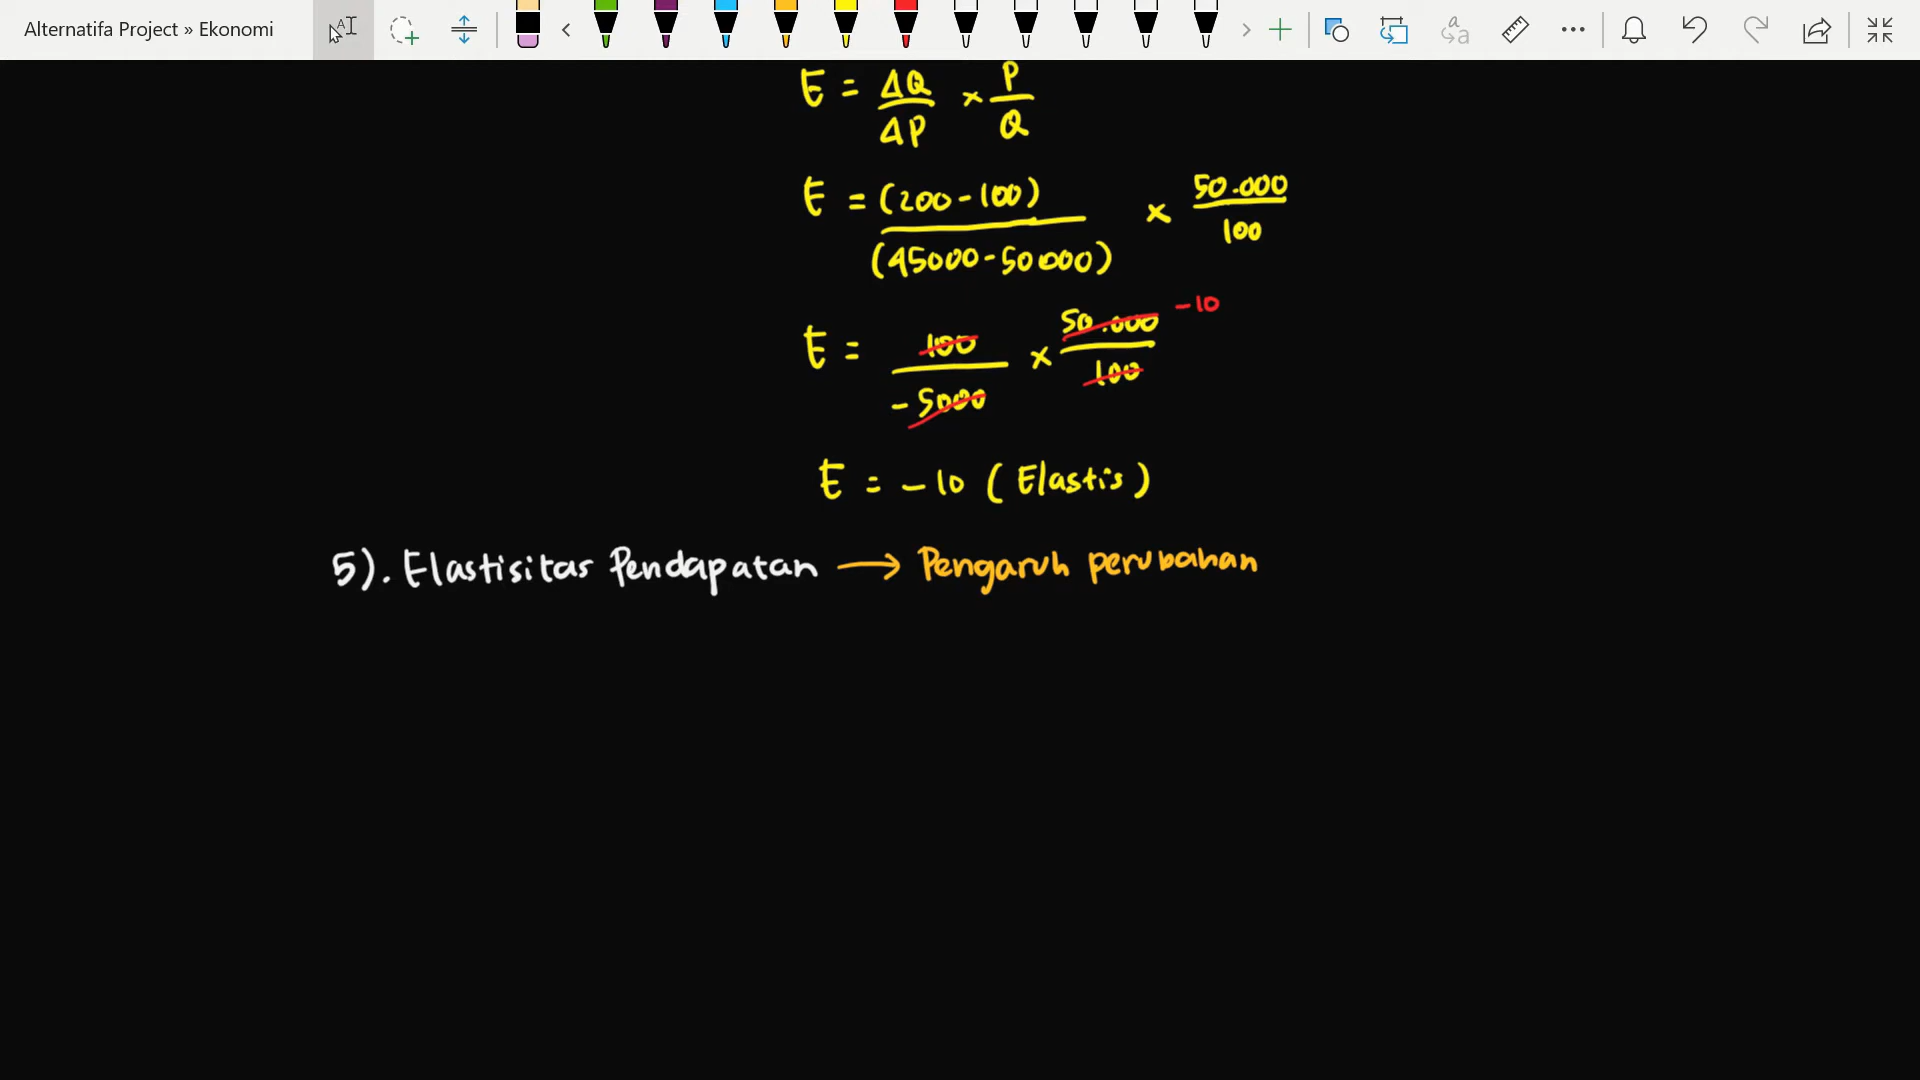 Alternatifa Project » Ekonomi
E = ΔQ/ΔP × P/Q
E = (200 - 100)/(45000 - 50000) × 50.000/100
E = 100/-5000 × 50.000/100 -10
E = -10 (Elastis)
5). Elastisitas Pendapatan → Pengaruh perubahan